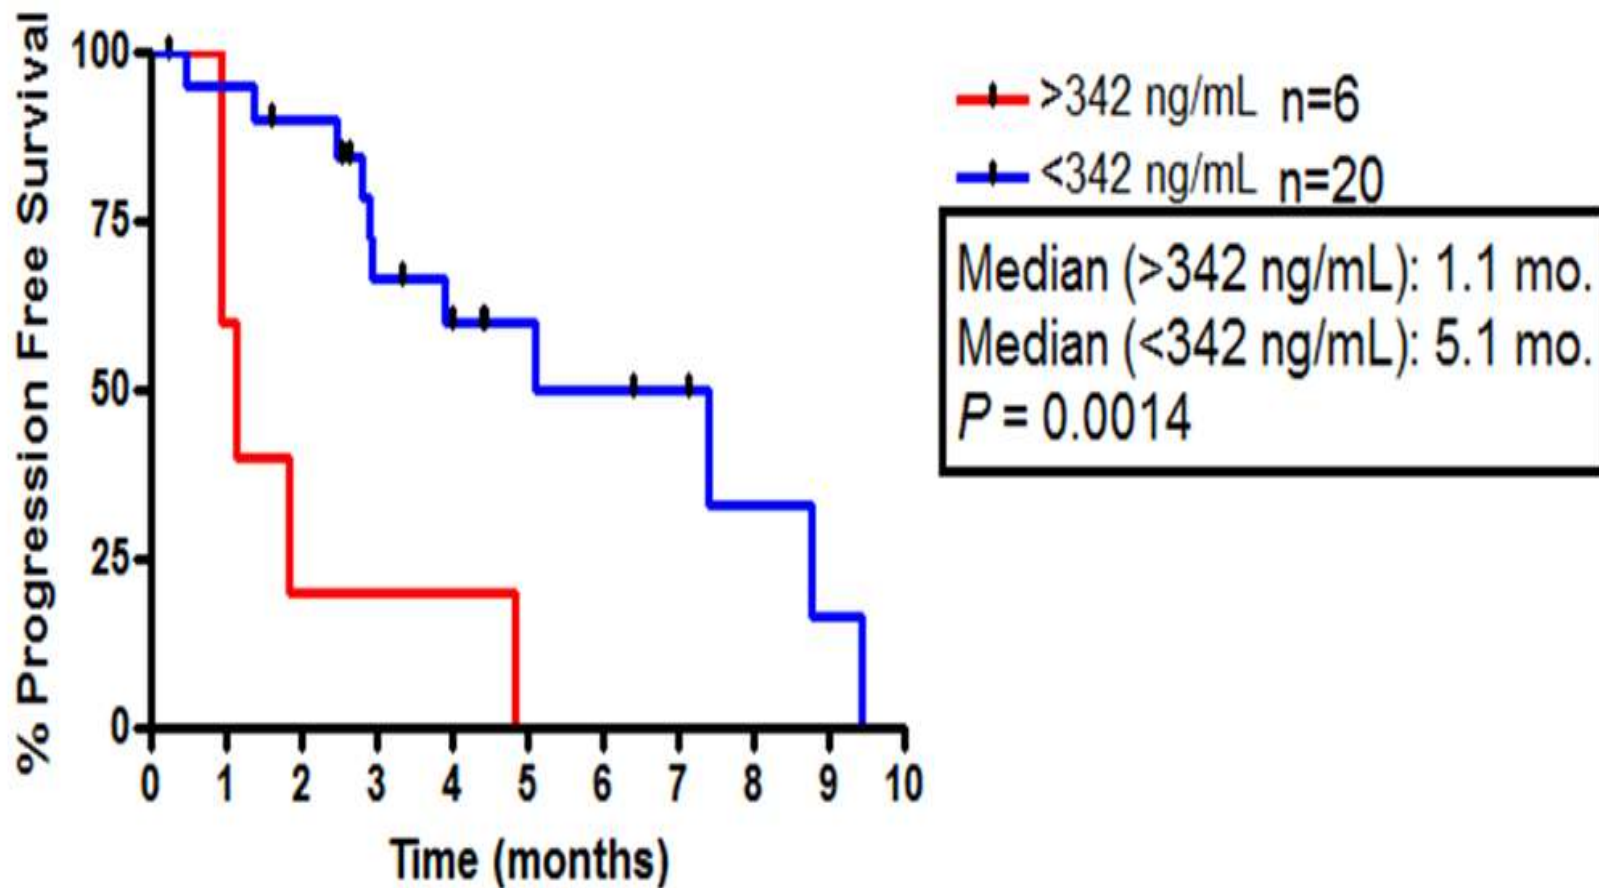 % Progression Free Survival
100
75
50
25
0
0 1 2 3 4 5 6 7 8 9 10
Time (months)
>342 ng/mL n=6
<342 ng/mL n=20
Median (>342 ng/mL): 1.1 mo.
Median (<342 ng/mL): 5.1 mo.
P = 0.0014